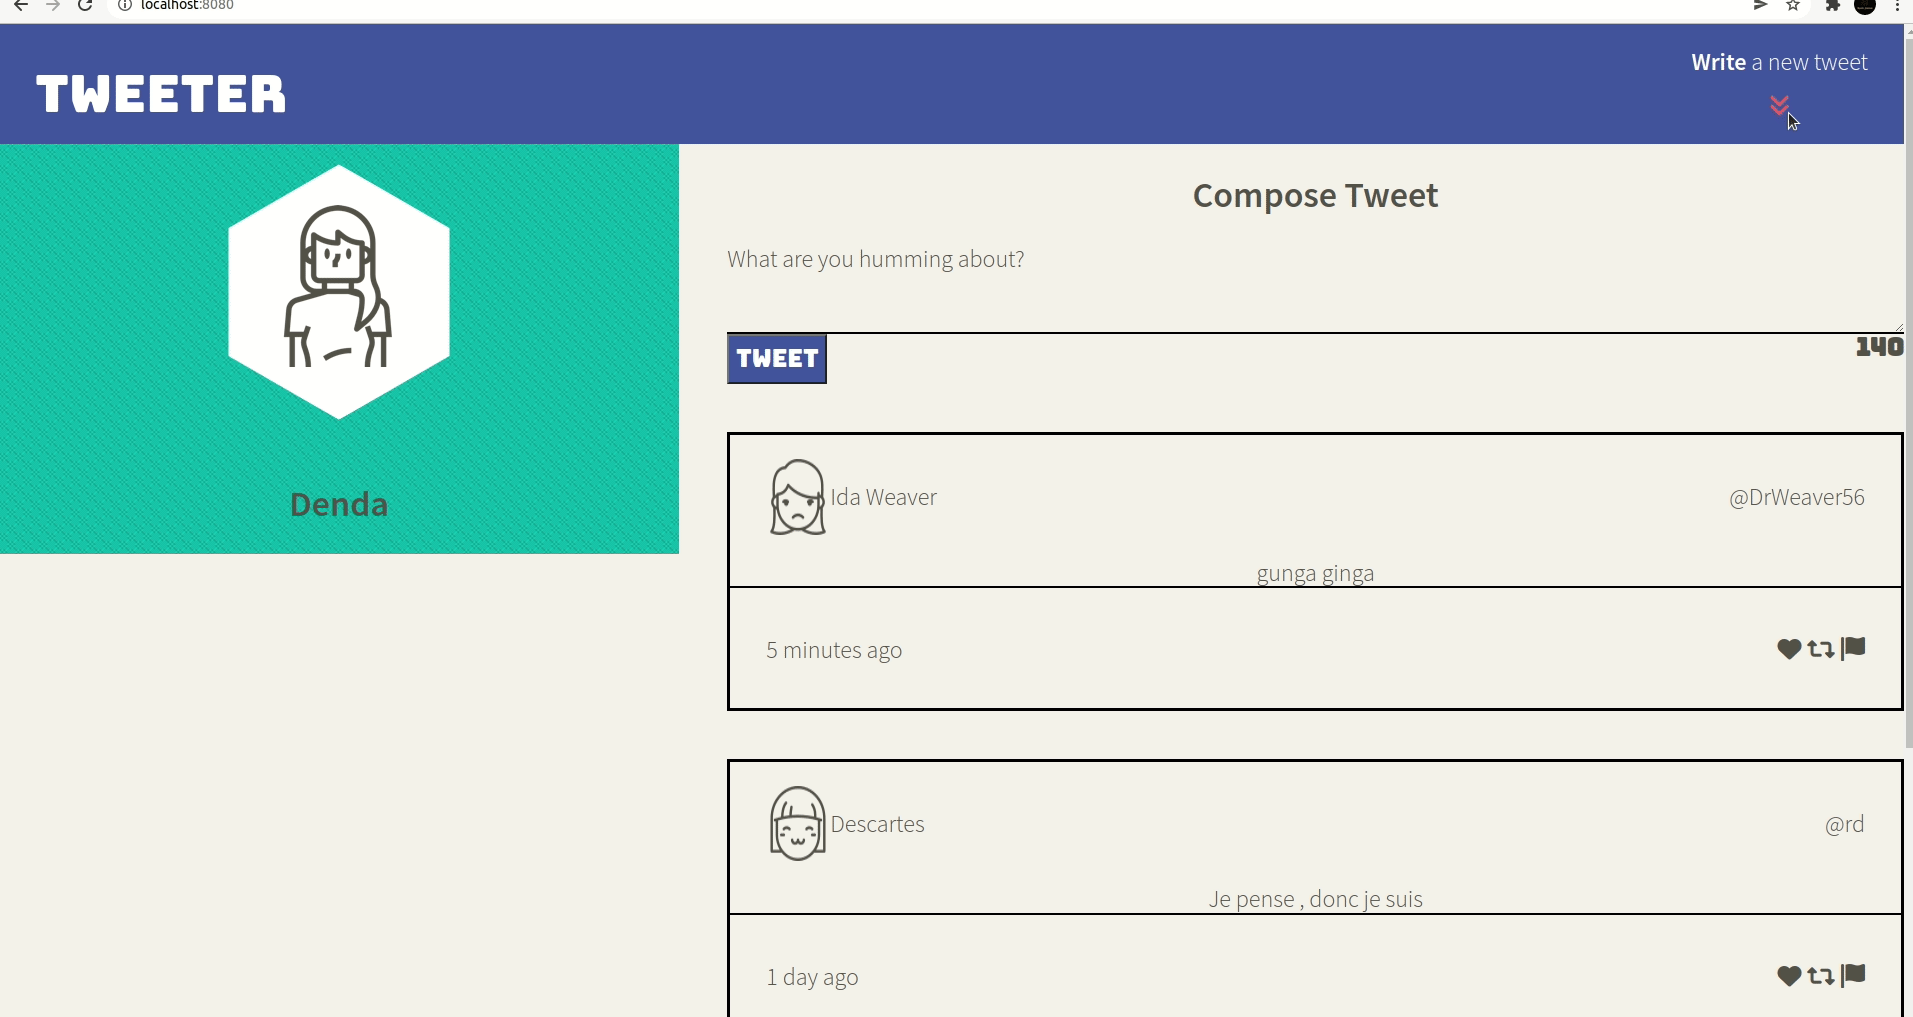 localhost:8080
TWEETER
Write a new tweet
Denda
Compose Tweet
What are you humming about?
TWEET
140
Ida Weaver
@DrWeaver56
gunga ginga
5 minutes ago
Descartes
@rd
Je pense , donc je suis
1 day ago